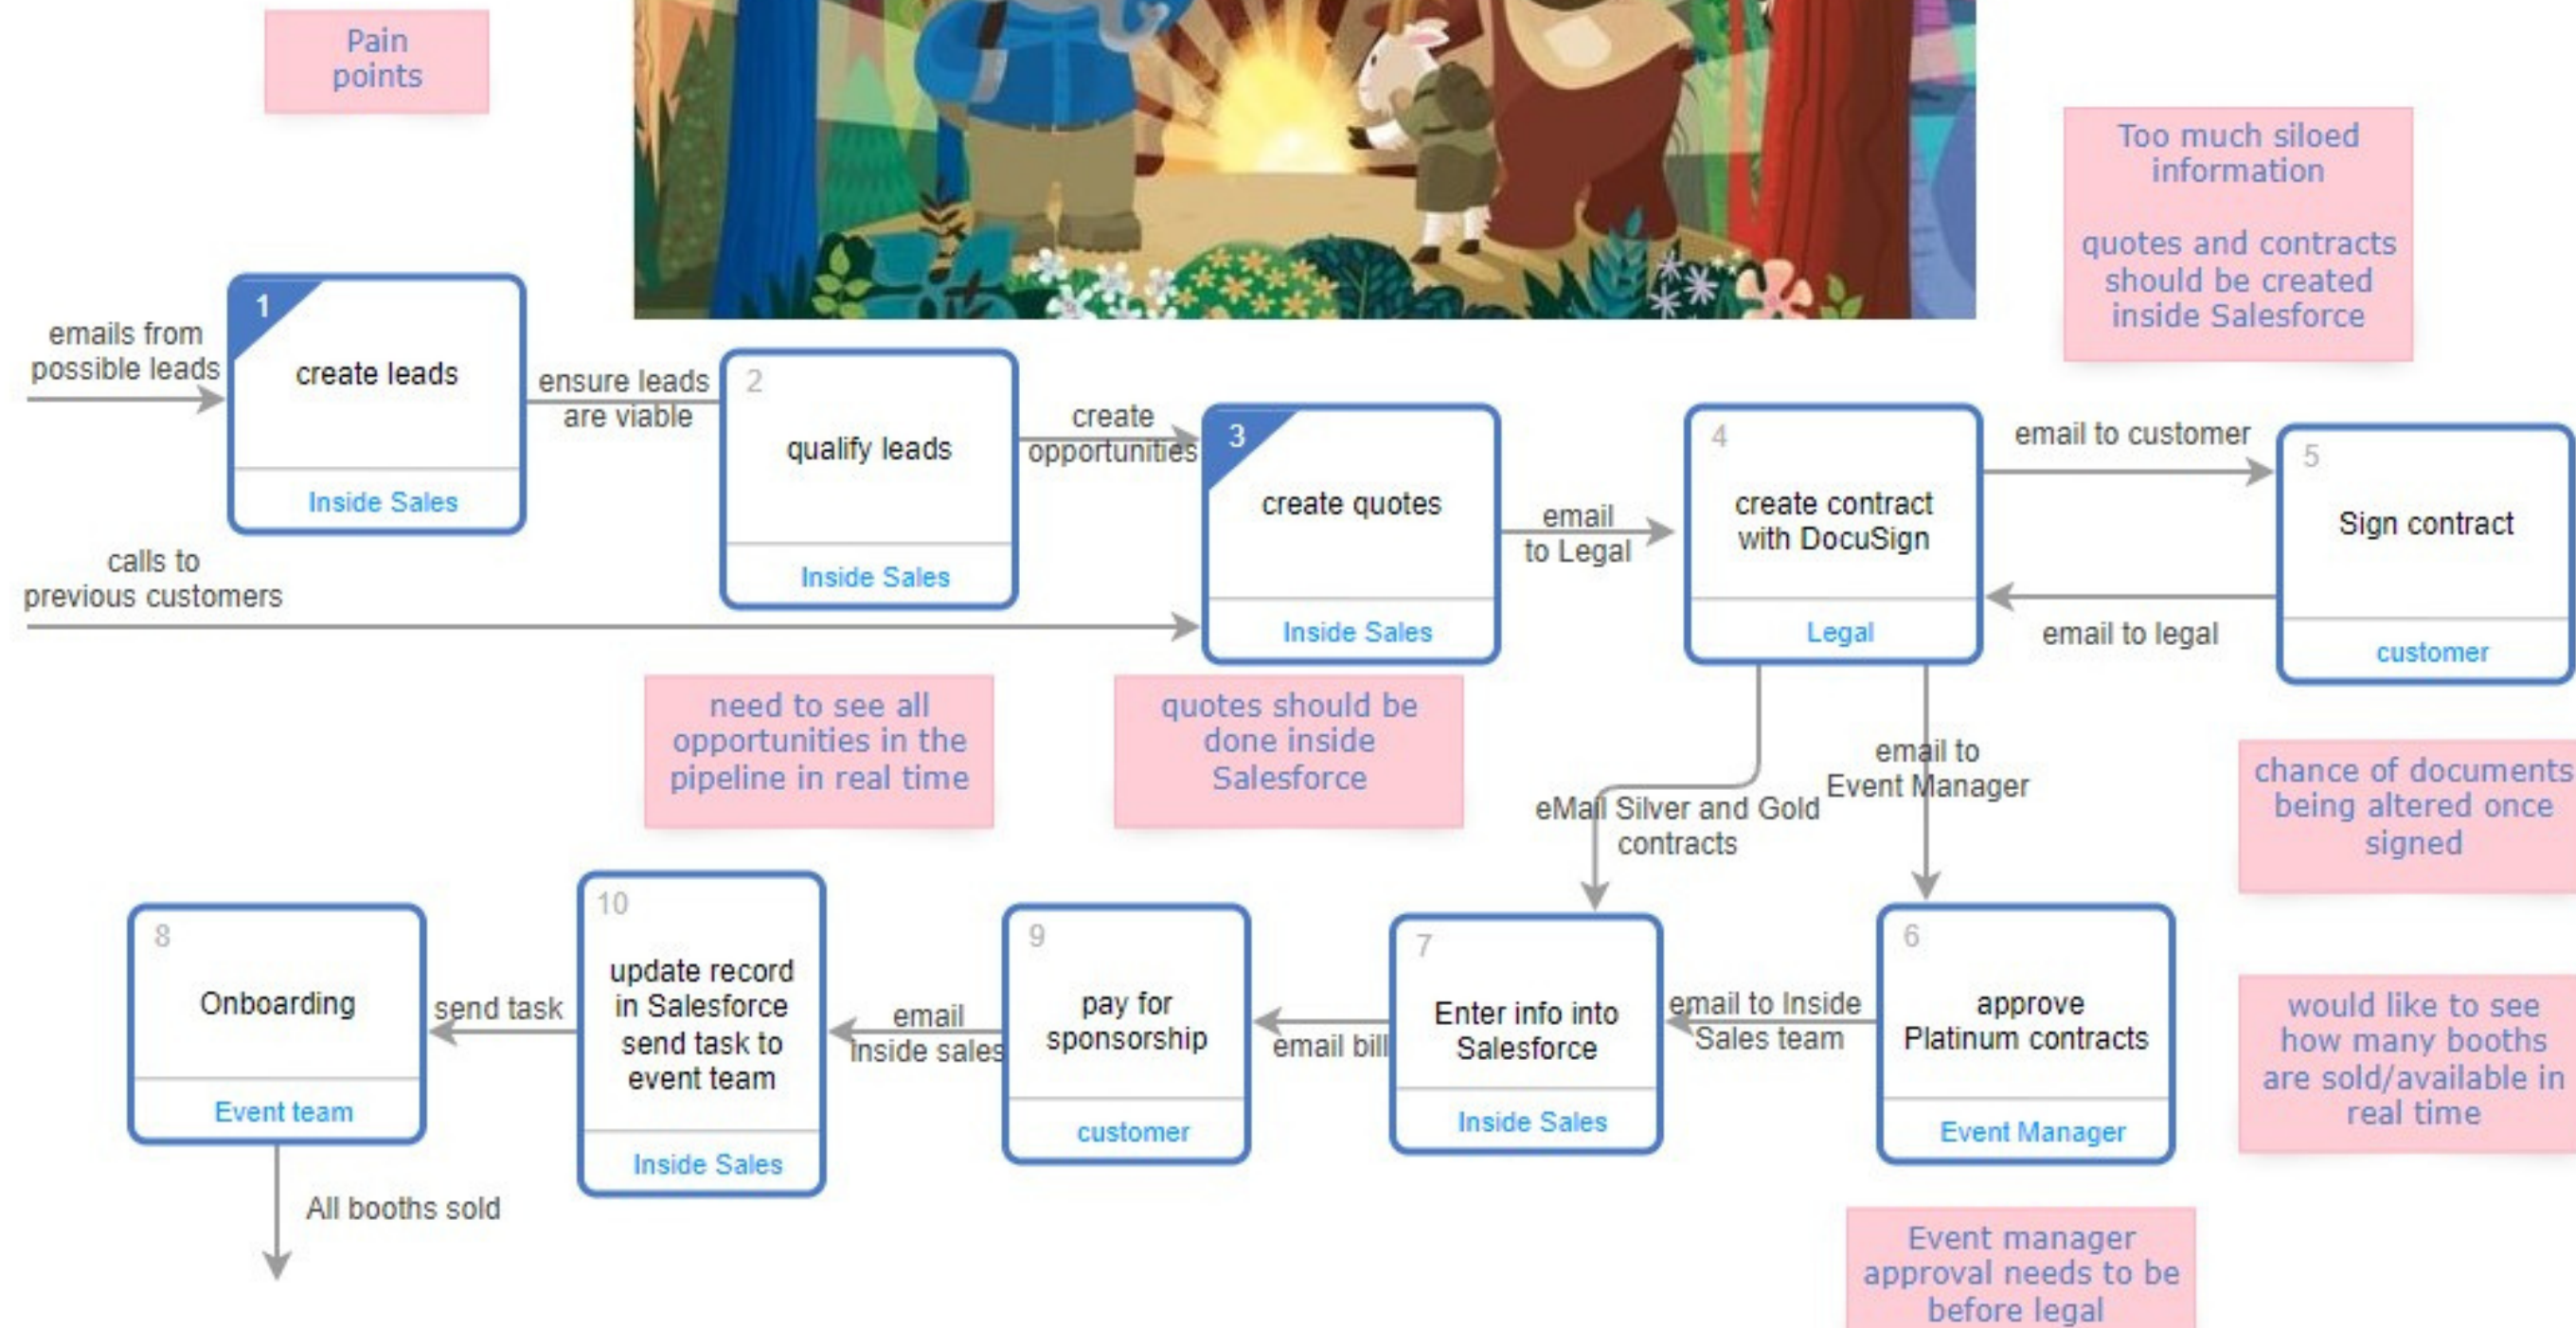 Pain
points
Too much siloed
information
quotes and contracts
should be created
inside Salesforce
emails from
possible leads
1
create leads
Inside Sales
ensure leads
are viable
2
qualify leads
Inside Sales
create
opportunities
calls to
previous customers
3
create quotes
Inside Sales
email
to Legal
4
create contract
with DocuSign
Legal
email to customer
5
Sign contract
customer
email to legal
need to see all
opportunities in the
pipeline in real time
quotes should be
done inside
Salesforce
eMail Silver and Gold
contracts
email to
Event Manager
chance of documents
being altered once
signed
8
Onboarding
Event team
send task
10
update record
in Salesforce
send task to
event team
Inside Sales
email
inside sales
9
pay for
sponsorship
customer
email bill
7
Enter info into
Salesforce
Inside Sales
email to Inside
Sales team
6
approve
Platinum contracts
Event Manager
would like to see
how many booths
are sold/available in
real time
All booths sold
Event manager
approval needs to be
before legal